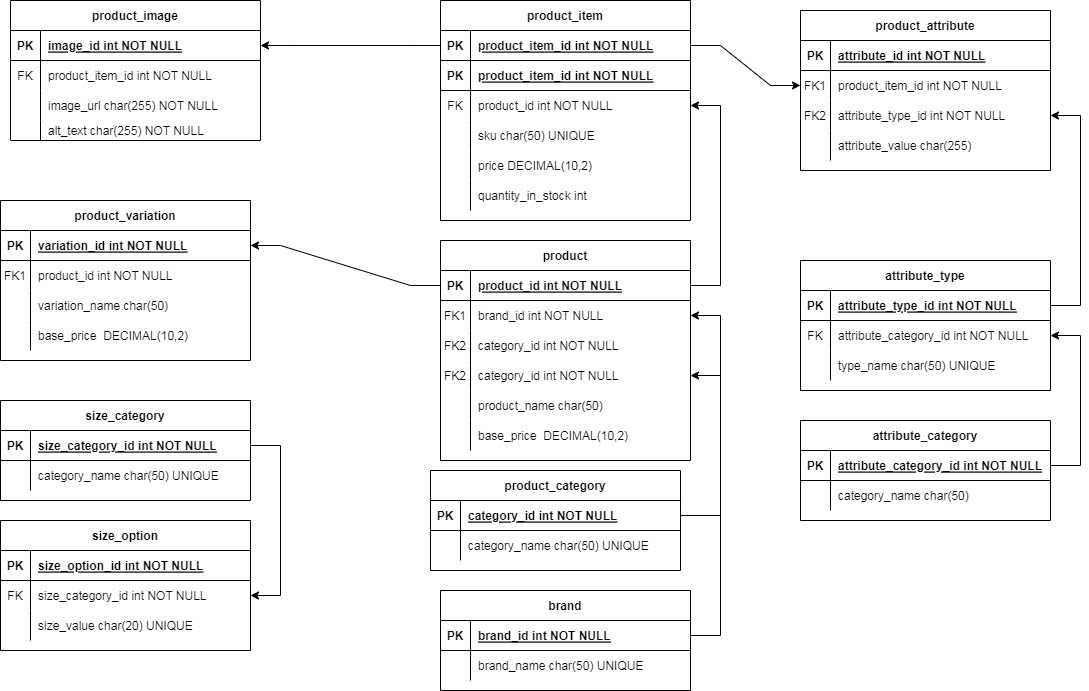 product_image
PK image_id int NOT NULL
FK product_item_id int NOT NULL
image_url char(255) NOT NULL
alt_text char(255) NOT NULL
product_item
PK product_item_id int NOT NULL
PK product_item_id int NOT NULL
FK product_id int NOT NULL
sku char(50) UNIQUE
price DECIMAL(10,2)
quantity_in_stock int
product_attribute
PK attribute_id int NOT NULL
FK1 product_item_id int NOT NULL
FK2 attribute_type_id int NOT NULL
attribute_value char(255)
product_variation
PK variation_id int NOT NULL
FK1 product_id int NOT NULL
variation_name char(50)
base_price DECIMAL(10,2)
product
PK product_id int NOT NULL
FK1 brand_id int NOT NULL
FK2 category_id int NOT NULL
FK2 category_id int NOT NULL
product_name char(50)
base_price DECIMAL(10,2)
attribute_type
PK attribute_type_id int NOT NULL
FK attribute_category_id int NOT NULL
type_name char(50) UNIQUE
size_category
PK size_category_id int NOT NULL
category_name char(50) UNIQUE
product_category
PK category_id int NOT NULL
category_name char(50) UNIQUE
attribute_category
PK attribute_category_id int NOT NULL
category_name char(50)
size_option
PK size_option_id int NOT NULL
FK size_category_id int NOT NULL
size_value char(20) UNIQUE
brand
PK brand_id int NOT NULL
brand_name char(50) UNIQUE